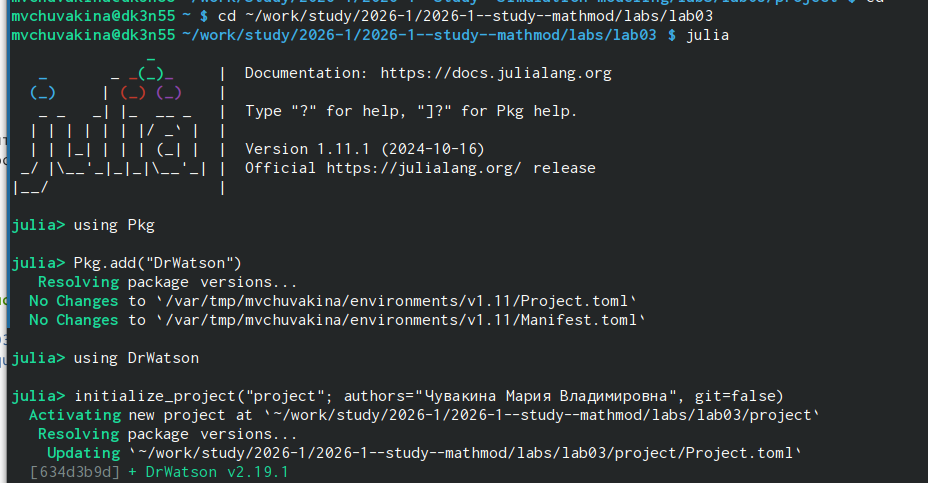 mvchuvakina@dk3n55 ~ $ cd ~/work/study/2026-1/2026-1--study--mathmod/labs/lab03
mvchuvakina@dk3n55 ~/work/study/2026-1/2026-1--study--mathmod/labs/lab03 $ julia
               _
   _       _ _(_)_     |  Documentation: https://docs.julialang.org
  (_)     | (_) (_)    |
   _ _   _| |_  __ _   |  Type "?" for help, "]?" for Pkg help.
  | | | | | | |/ _` |  |
  | | |_| | | | (_| |  |  Version 1.11.1 (2024-10-16)
 _/ |\__'_|_|_|\__'_|  |  Official https://julialang.org/ release
|__/                   |
julia> using Pkg
julia> Pkg.add("DrWatson")
   Resolving package versions...
  No Changes to `/var/tmp/mvchuvakina/environments/v1.11/Project.toml`
  No Changes to `/var/tmp/mvchuvakina/environments/v1.11/Manifest.toml`
julia> using DrWatson
julia> initialize_project("project"; authors="Чувакина Мария Владимировна", git=false)
  Activating new project at `~/work/study/2026-1/2026-1--study--mathmod/labs/lab03/project`
   Resolving package versions...
    Updating `~/work/study/2026-1/2026-1--study--mathmod/labs/lab03/project/Project.toml`
  [634d3b9d] + DrWatson v2.19.1